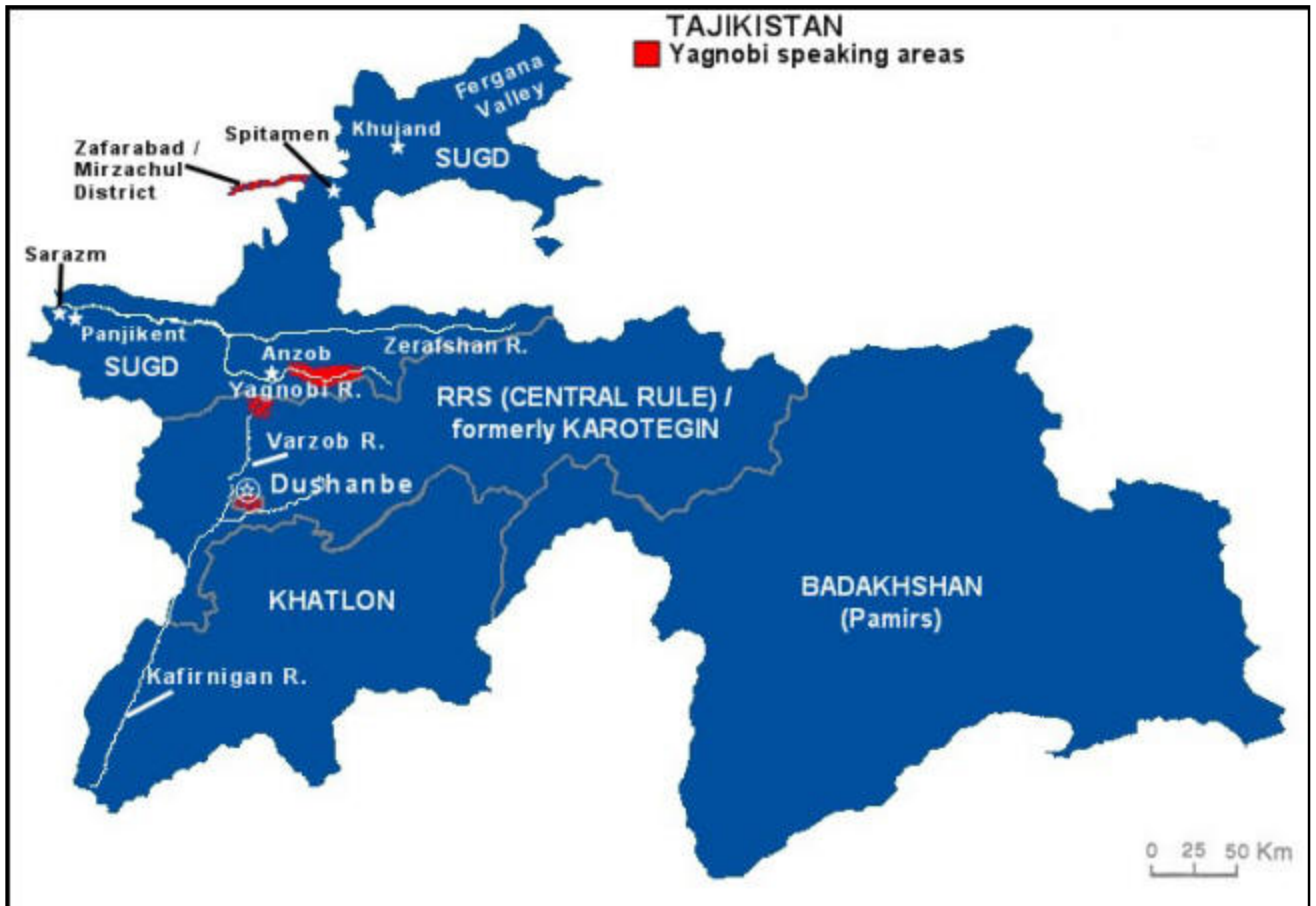 TAJIKISTAN
Yagnobi speaking areas
Fergana
Valley
Spitamen
Khujand
Zafarabad /
Mirzachul
District
SUGD
Sarazm
Panjikent
SUGD
Anzob
Zerafshan R.
Yagnobi R.
RRS (CENTRAL RULE) /
formerly KAROTEGIN
Varzob R.
Dushanbe
KHATLON
BADAKHSHAN
(Pamirs)
Kafirnigan R.
0 25 50 Km